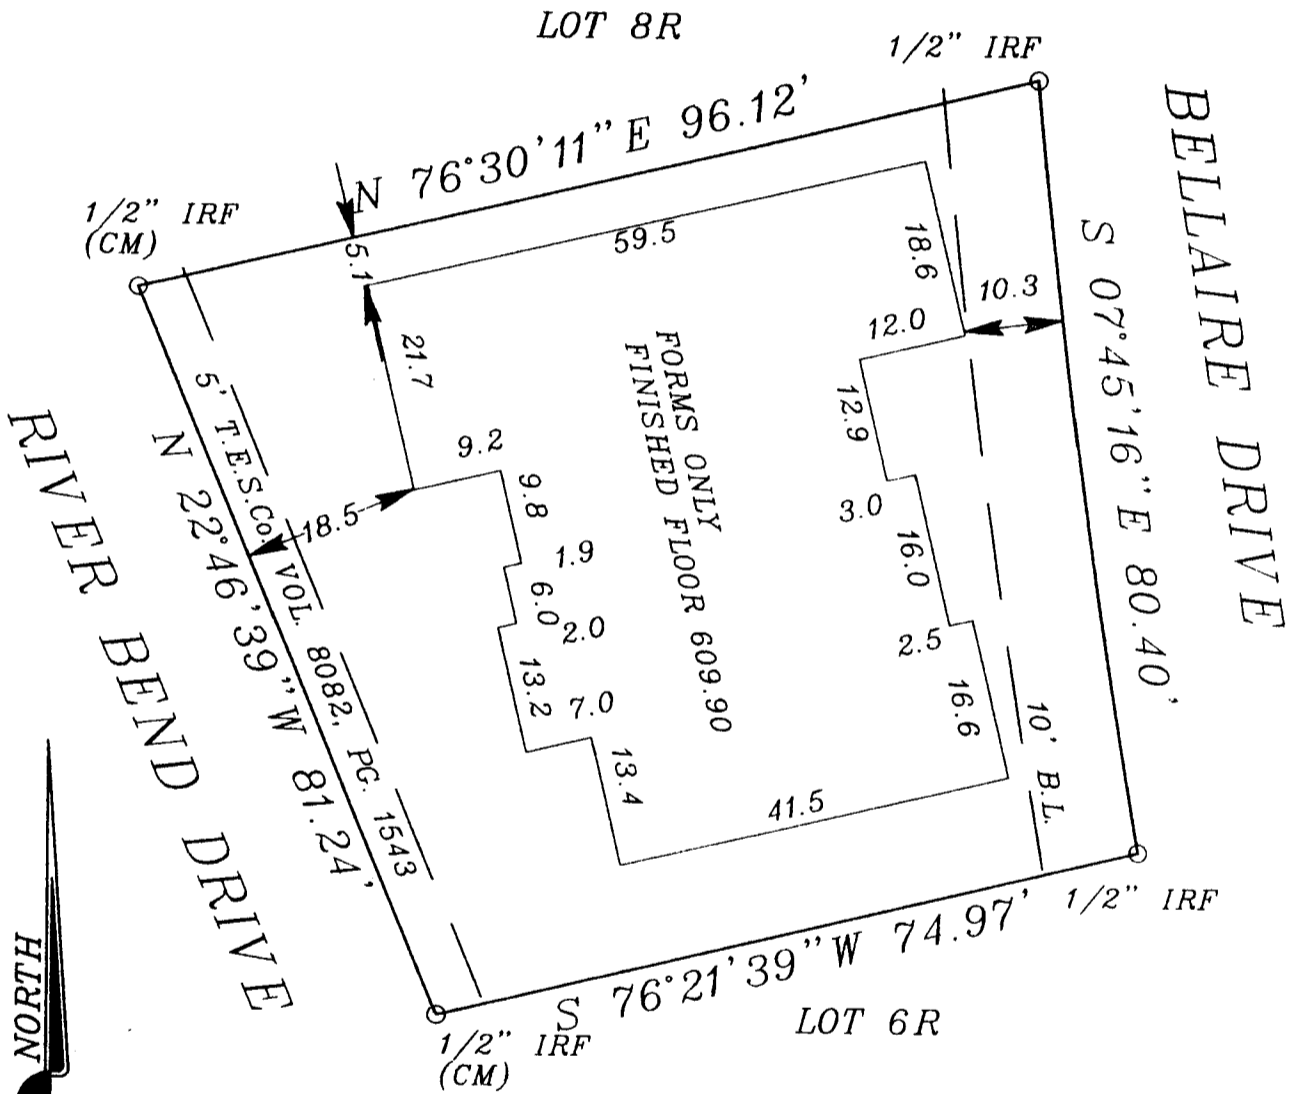 LOT 8R
1/2" IRF
N 76°30'11" E 96.12'
1/2" IRF
(CM)
5.1
59.5
18.6
10.3
12.0
21.7
12.9
9.2
9.8
3.0
18.5
1.9
16.0
6.0
2.0
2.5
13.2
7.0
16.6
13.4
41.5
FORMS ONLY
FINISHED FLOOR 609.90
BELLAIRE DRIVE
S 07°45'16" E 80.40'
10' B.L.
5' T.E.S.Co. VOL. 8082, PG. 1543
N 22°46'39" W 81.24'
RIVER BEND DRIVE
1/2" IRF
S 76°21'39" W 74.97'
LOT 6R
1/2" IRF
(CM)
NORTH